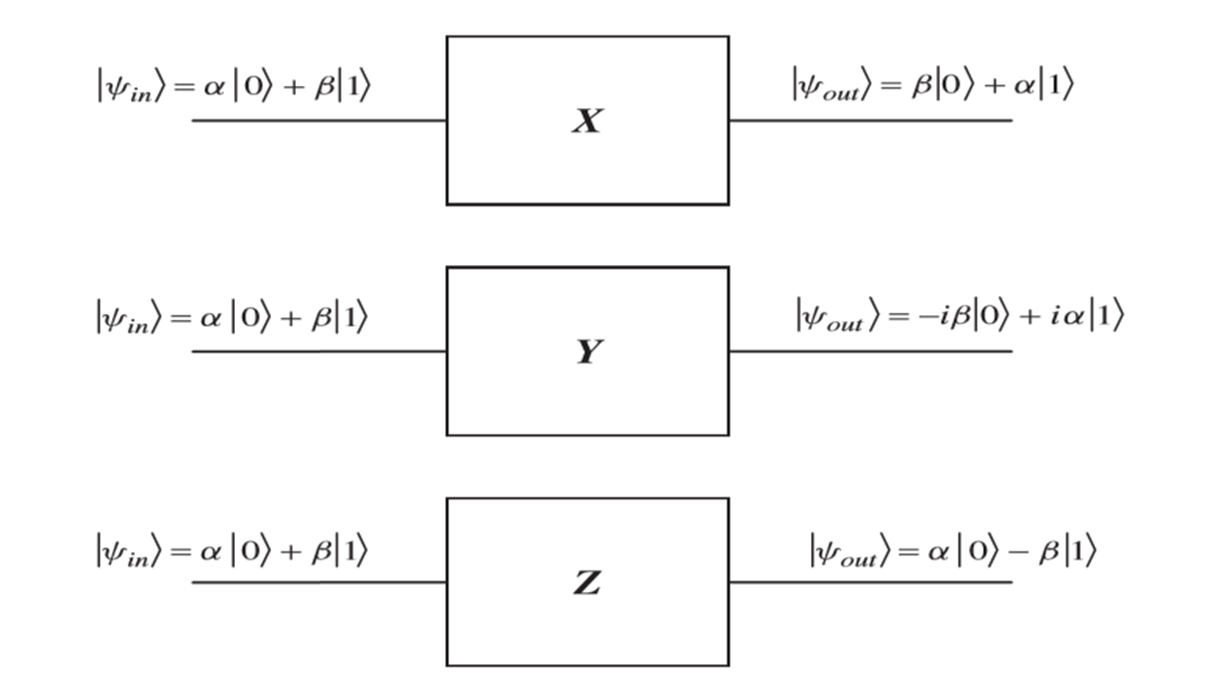 |ψ_in⟩ = α|0⟩ + β|1⟩ X |ψ_out⟩ = β|0⟩ + α|1⟩
|ψ_in⟩ = α|0⟩ + β|1⟩ Y |ψ_out⟩ = −iβ|0⟩ + iα|1⟩
|ψ_in⟩ = α|0⟩ + β|1⟩ Z |ψ_out⟩ = α|0⟩ − β|1⟩